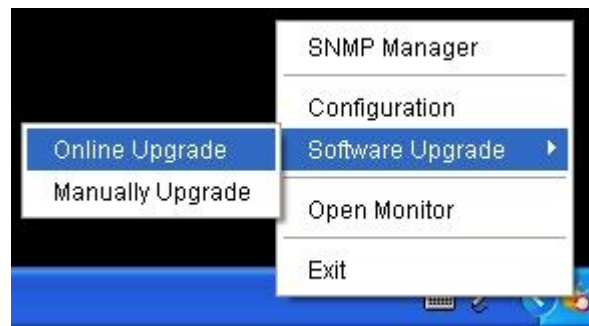 SNMP Manager
Configuration
Software Upgrade
Online Upgrade
Manually Upgrade
Open Monitor
Exit